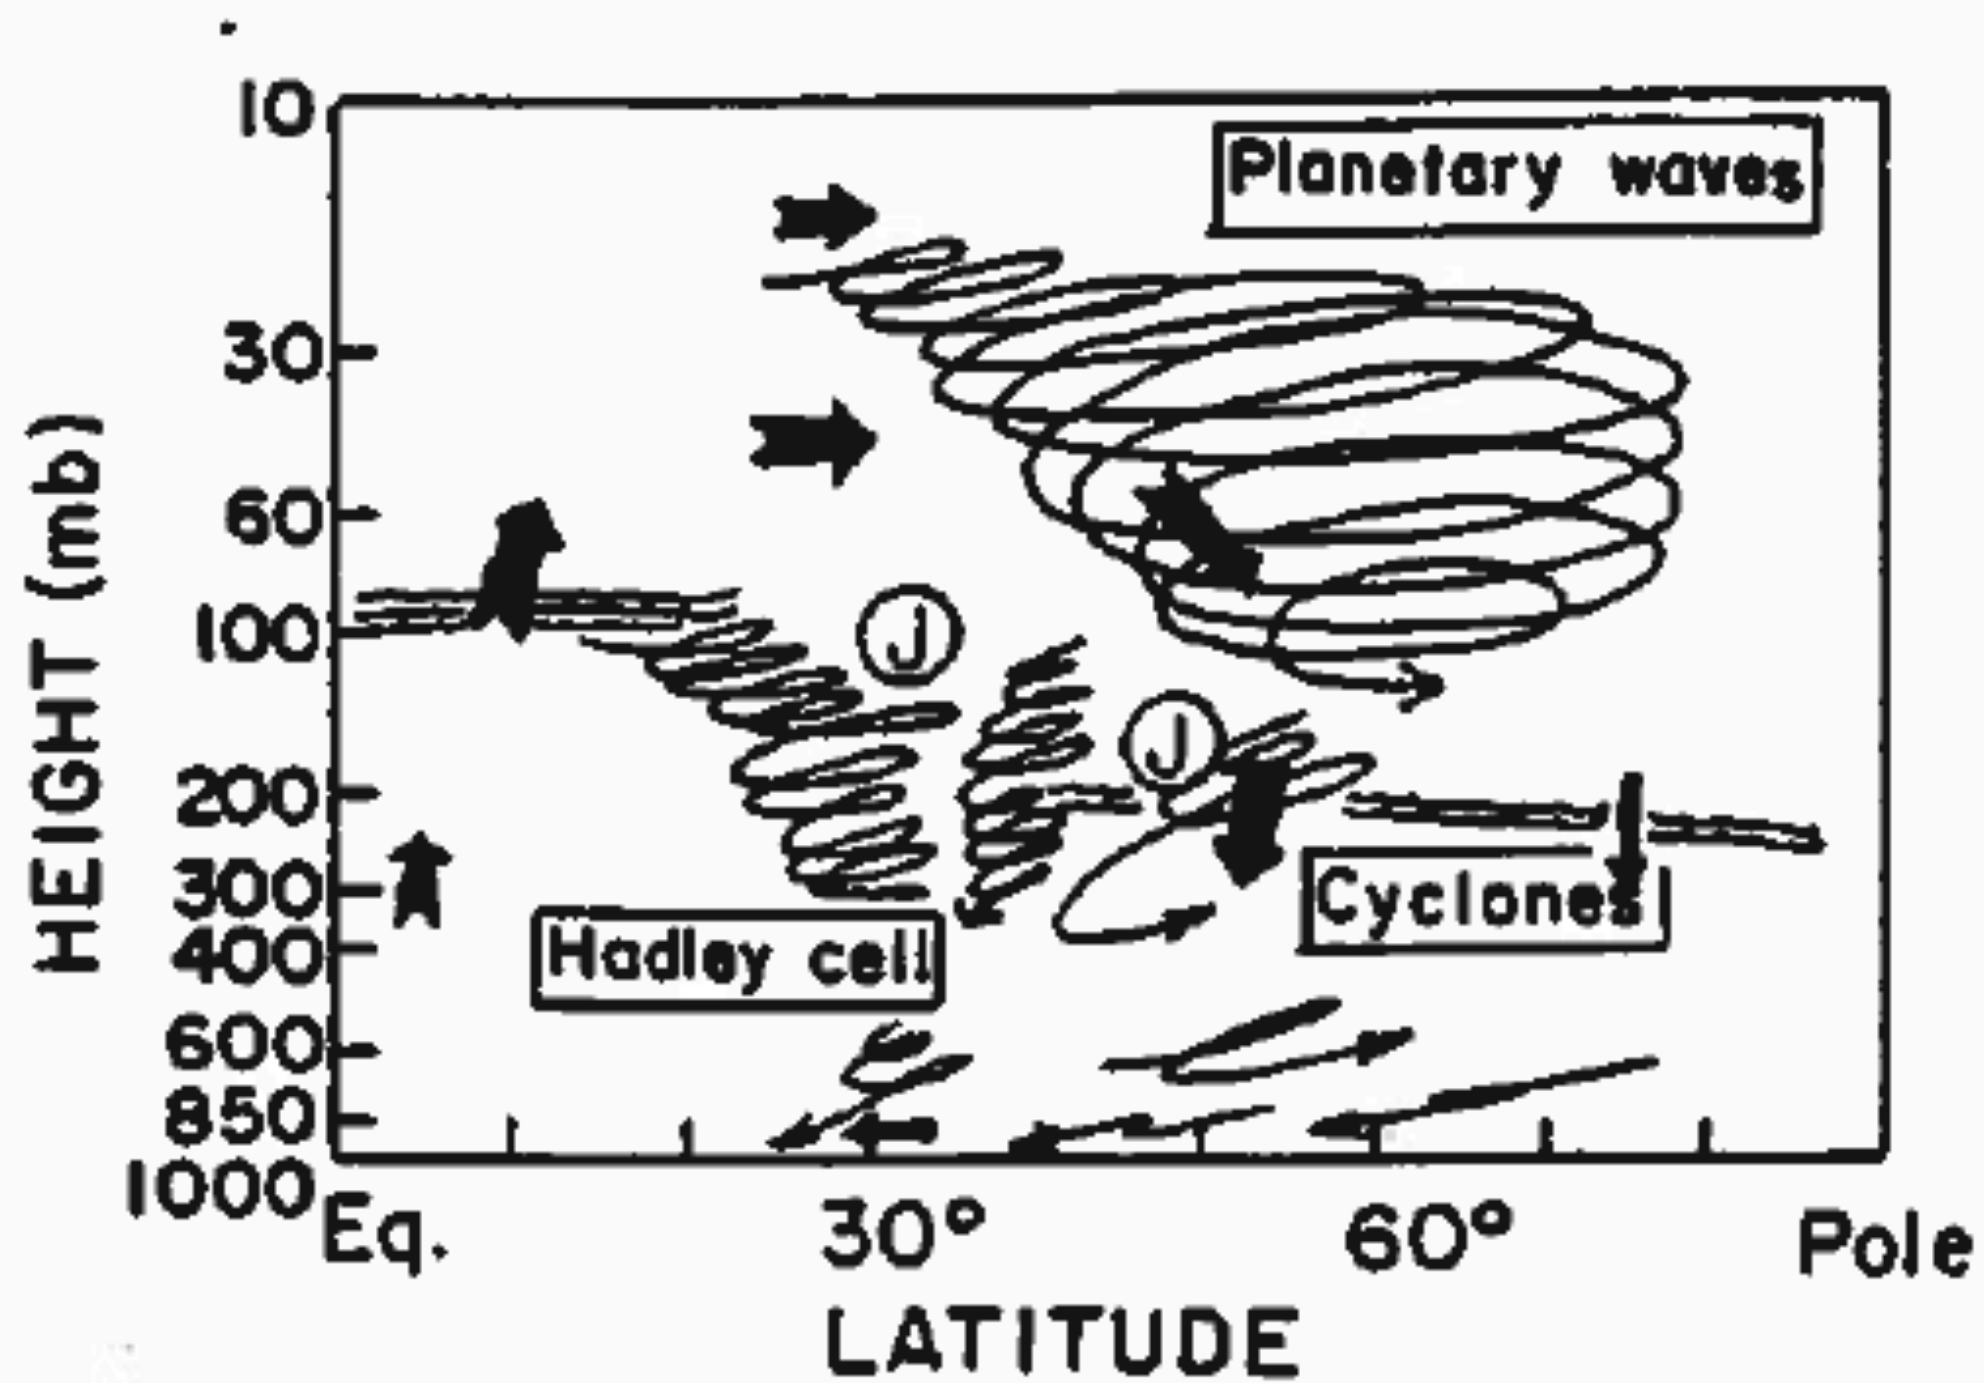 HEIGHT (mb)
10
30
60
100
200
300
400
600
850
1000
Planetary waves
J
J
Cyclones
Hadley cell
Eq.
30°
60°
Pole
LATITUDE